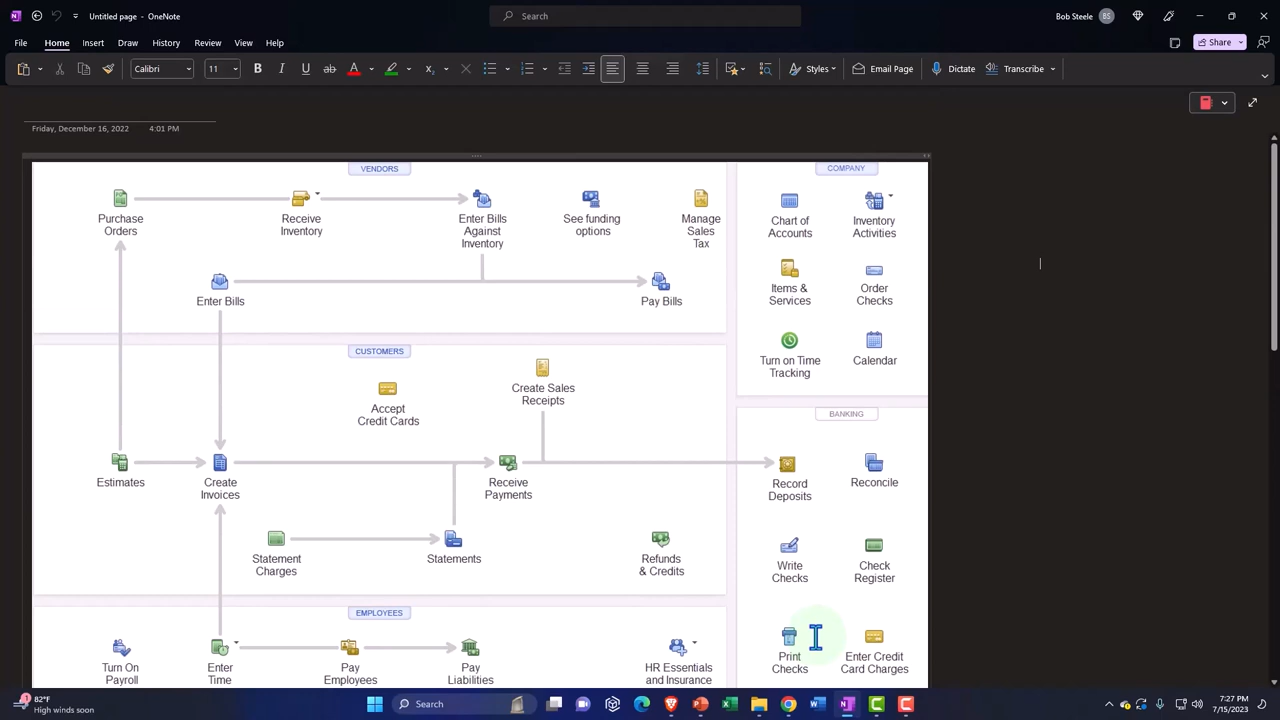 Untitled page - OneNote
Search
Bob Steele
BS
File
Home
Insert
Draw
History
Review
View
Help
Share
Calibri
11
B
I
U
ab
A
Styles
Email Page
Dictate
Transcribe
Friday, December 16, 2022
4:01 PM
VENDORS
Purchase
Orders
Receive
Inventory
Enter Bills
Against
Inventory
See funding
options
Manage
Sales
Tax
Enter Bills
Pay Bills
COMPANY
Chart of
Accounts
Inventory
Activities
Items &
Services
Order
Checks
Turn on Time
Tracking
Calendar
CUSTOMERS
Accept
Credit Cards
Create Sales
Receipts
Estimates
Create
Invoices
Receive
Payments
Statement
Charges
Statements
Refunds
& Credits
BANKING
Record
Deposits
Reconcile
Write
Checks
Check
Register
Print
Checks
Enter Credit
Card Charges
EMPLOYEES
Turn On
Payroll
Enter
Time
Pay
Employees
Pay
Liabilities
HR Essentials
and Insurance
1
82°F
High winds soon
Search
7:27 PM
7/15/2023